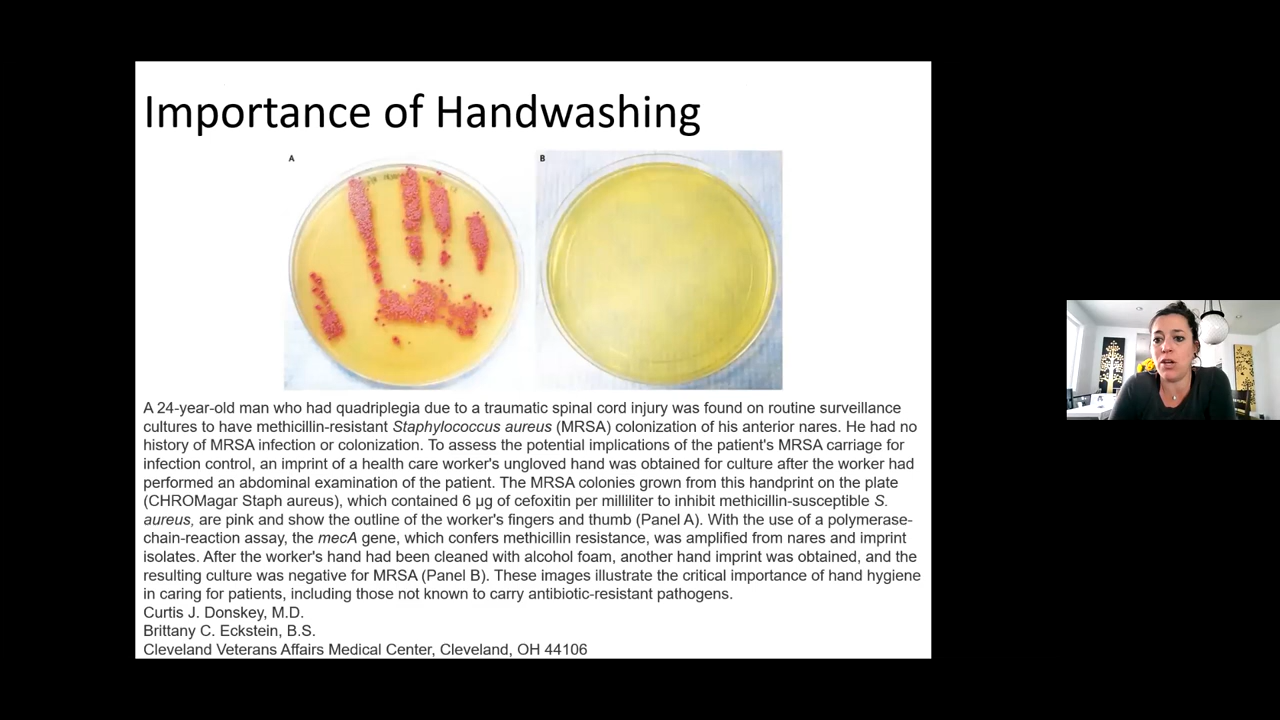 Importance of Handwashing
A
B
A 24-year-old man who had quadriplegia due to a traumatic spinal cord injury was found on routine surveillance
cultures to have methicillin-resistant Staphylococcus aureus (MRSA) colonization of his anterior nares. He had no
history of MRSA infection or colonization. To assess the potential implications of the patient's MRSA carriage for
infection control, an imprint of a health care worker's ungloved hand was obtained for culture after the worker had
performed an abdominal examination of the patient. The MRSA colonies grown from this handprint on the plate
(CHROMagar Staph aureus), which contained 6 μg of cefoxitin per milliliter to inhibit methicillin-susceptible S.
aureus, are pink and show the outline of the worker's fingers and thumb (Panel A). With the use of a polymerase-
chain-reaction assay, the mecA gene, which confers methicillin resistance, was amplified from nares and imprint
isolates. After the worker's hand had been cleaned with alcohol foam, another hand imprint was obtained, and the
resulting culture was negative for MRSA (Panel B). These images illustrate the critical importance of hand hygiene
in caring for patients, including those not known to carry antibiotic-resistant pathogens.
Curtis J. Donskey, M.D.
Brittany C. Eckstein, B.S.
Cleveland Veterans Affairs Medical Center, Cleveland, OH 44106